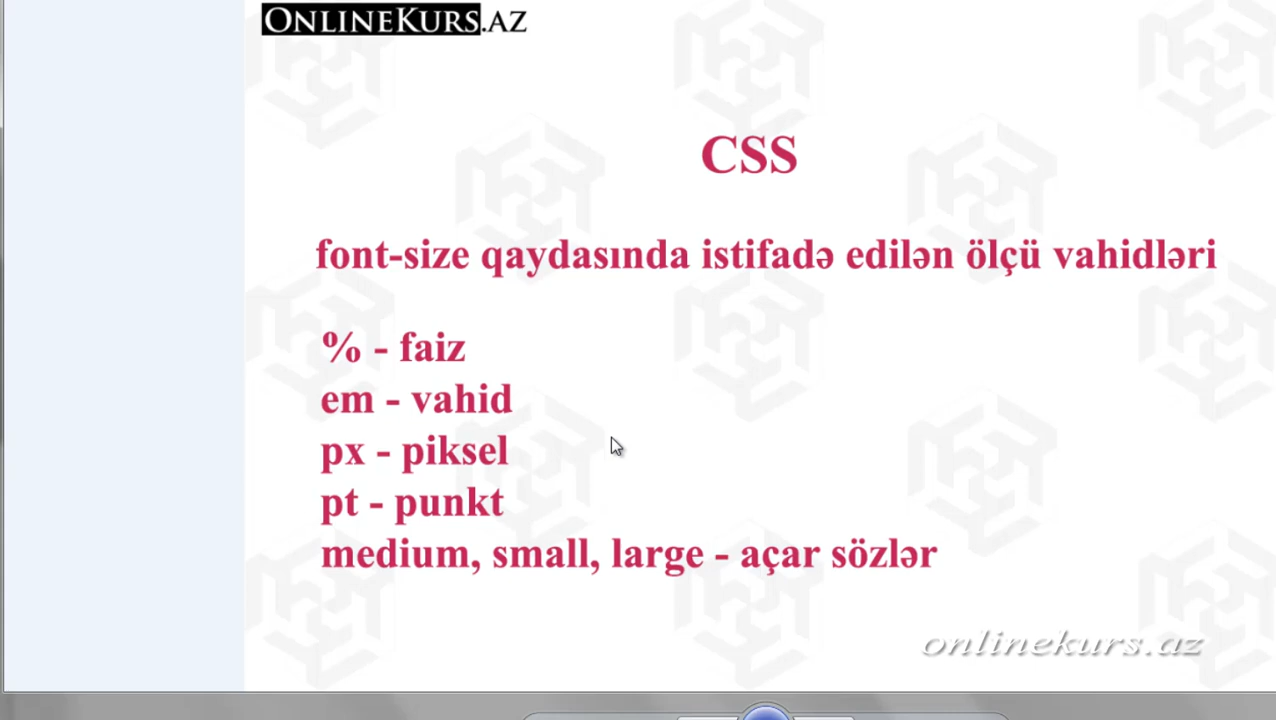 ONLINEKURS.AZ
CSS
font-size qaydasında istifadə edilən ölçü vahidləri
% - faiz
em - vahid
px - piksel
pt - punkt
medium, small, large - açar sözlər
onlinekurs.az